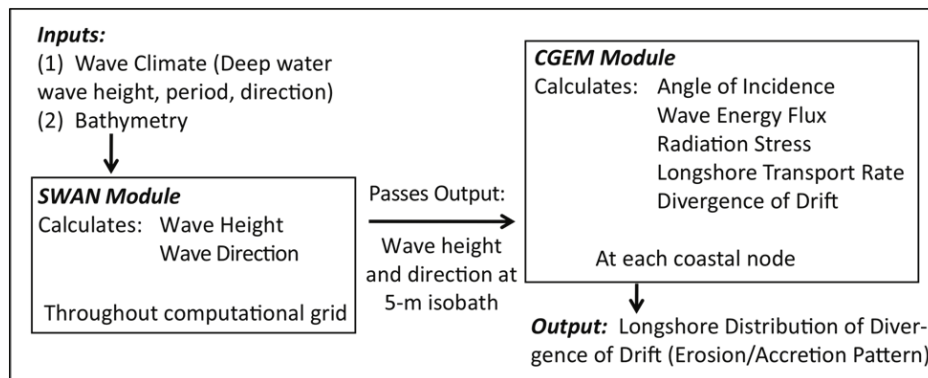 Inputs:
(1) Wave Climate (Deep water
wave height, period, direction)
(2) Bathymetry
SWAN Module
Calculates: Wave Height
Wave Direction
Throughout computational grid
Passes Output:
Wave height
and direction at
5-m isobath
CGEM Module
Calculates: Angle of Incidence
Wave Energy Flux
Radiation Stress
Longshore Transport Rate
Divergence of Drift
At each coastal node
Output: Longshore Distribution of Diver-
gence of Drift (Erosion/Accretion Pattern)